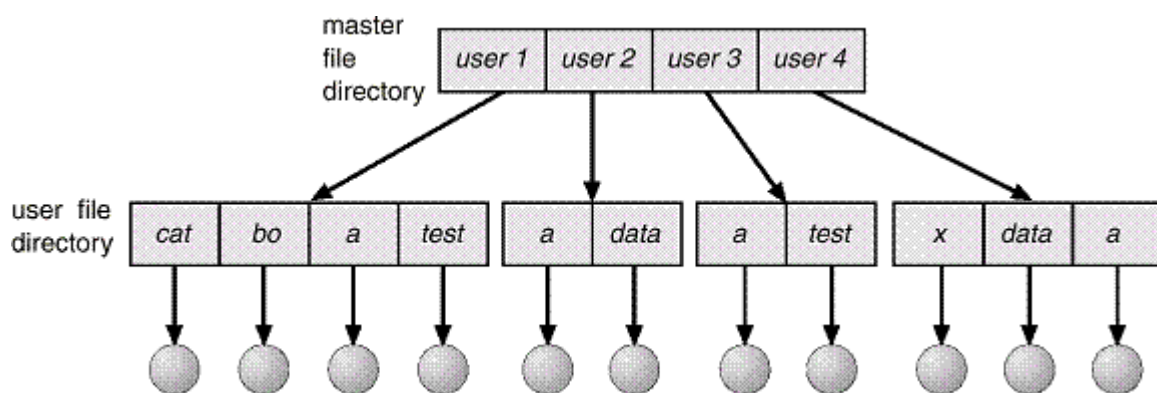 master
file
directory
user 1 user 2 user 3 user 4
user file
directory
cat bo a test a data a test x data a